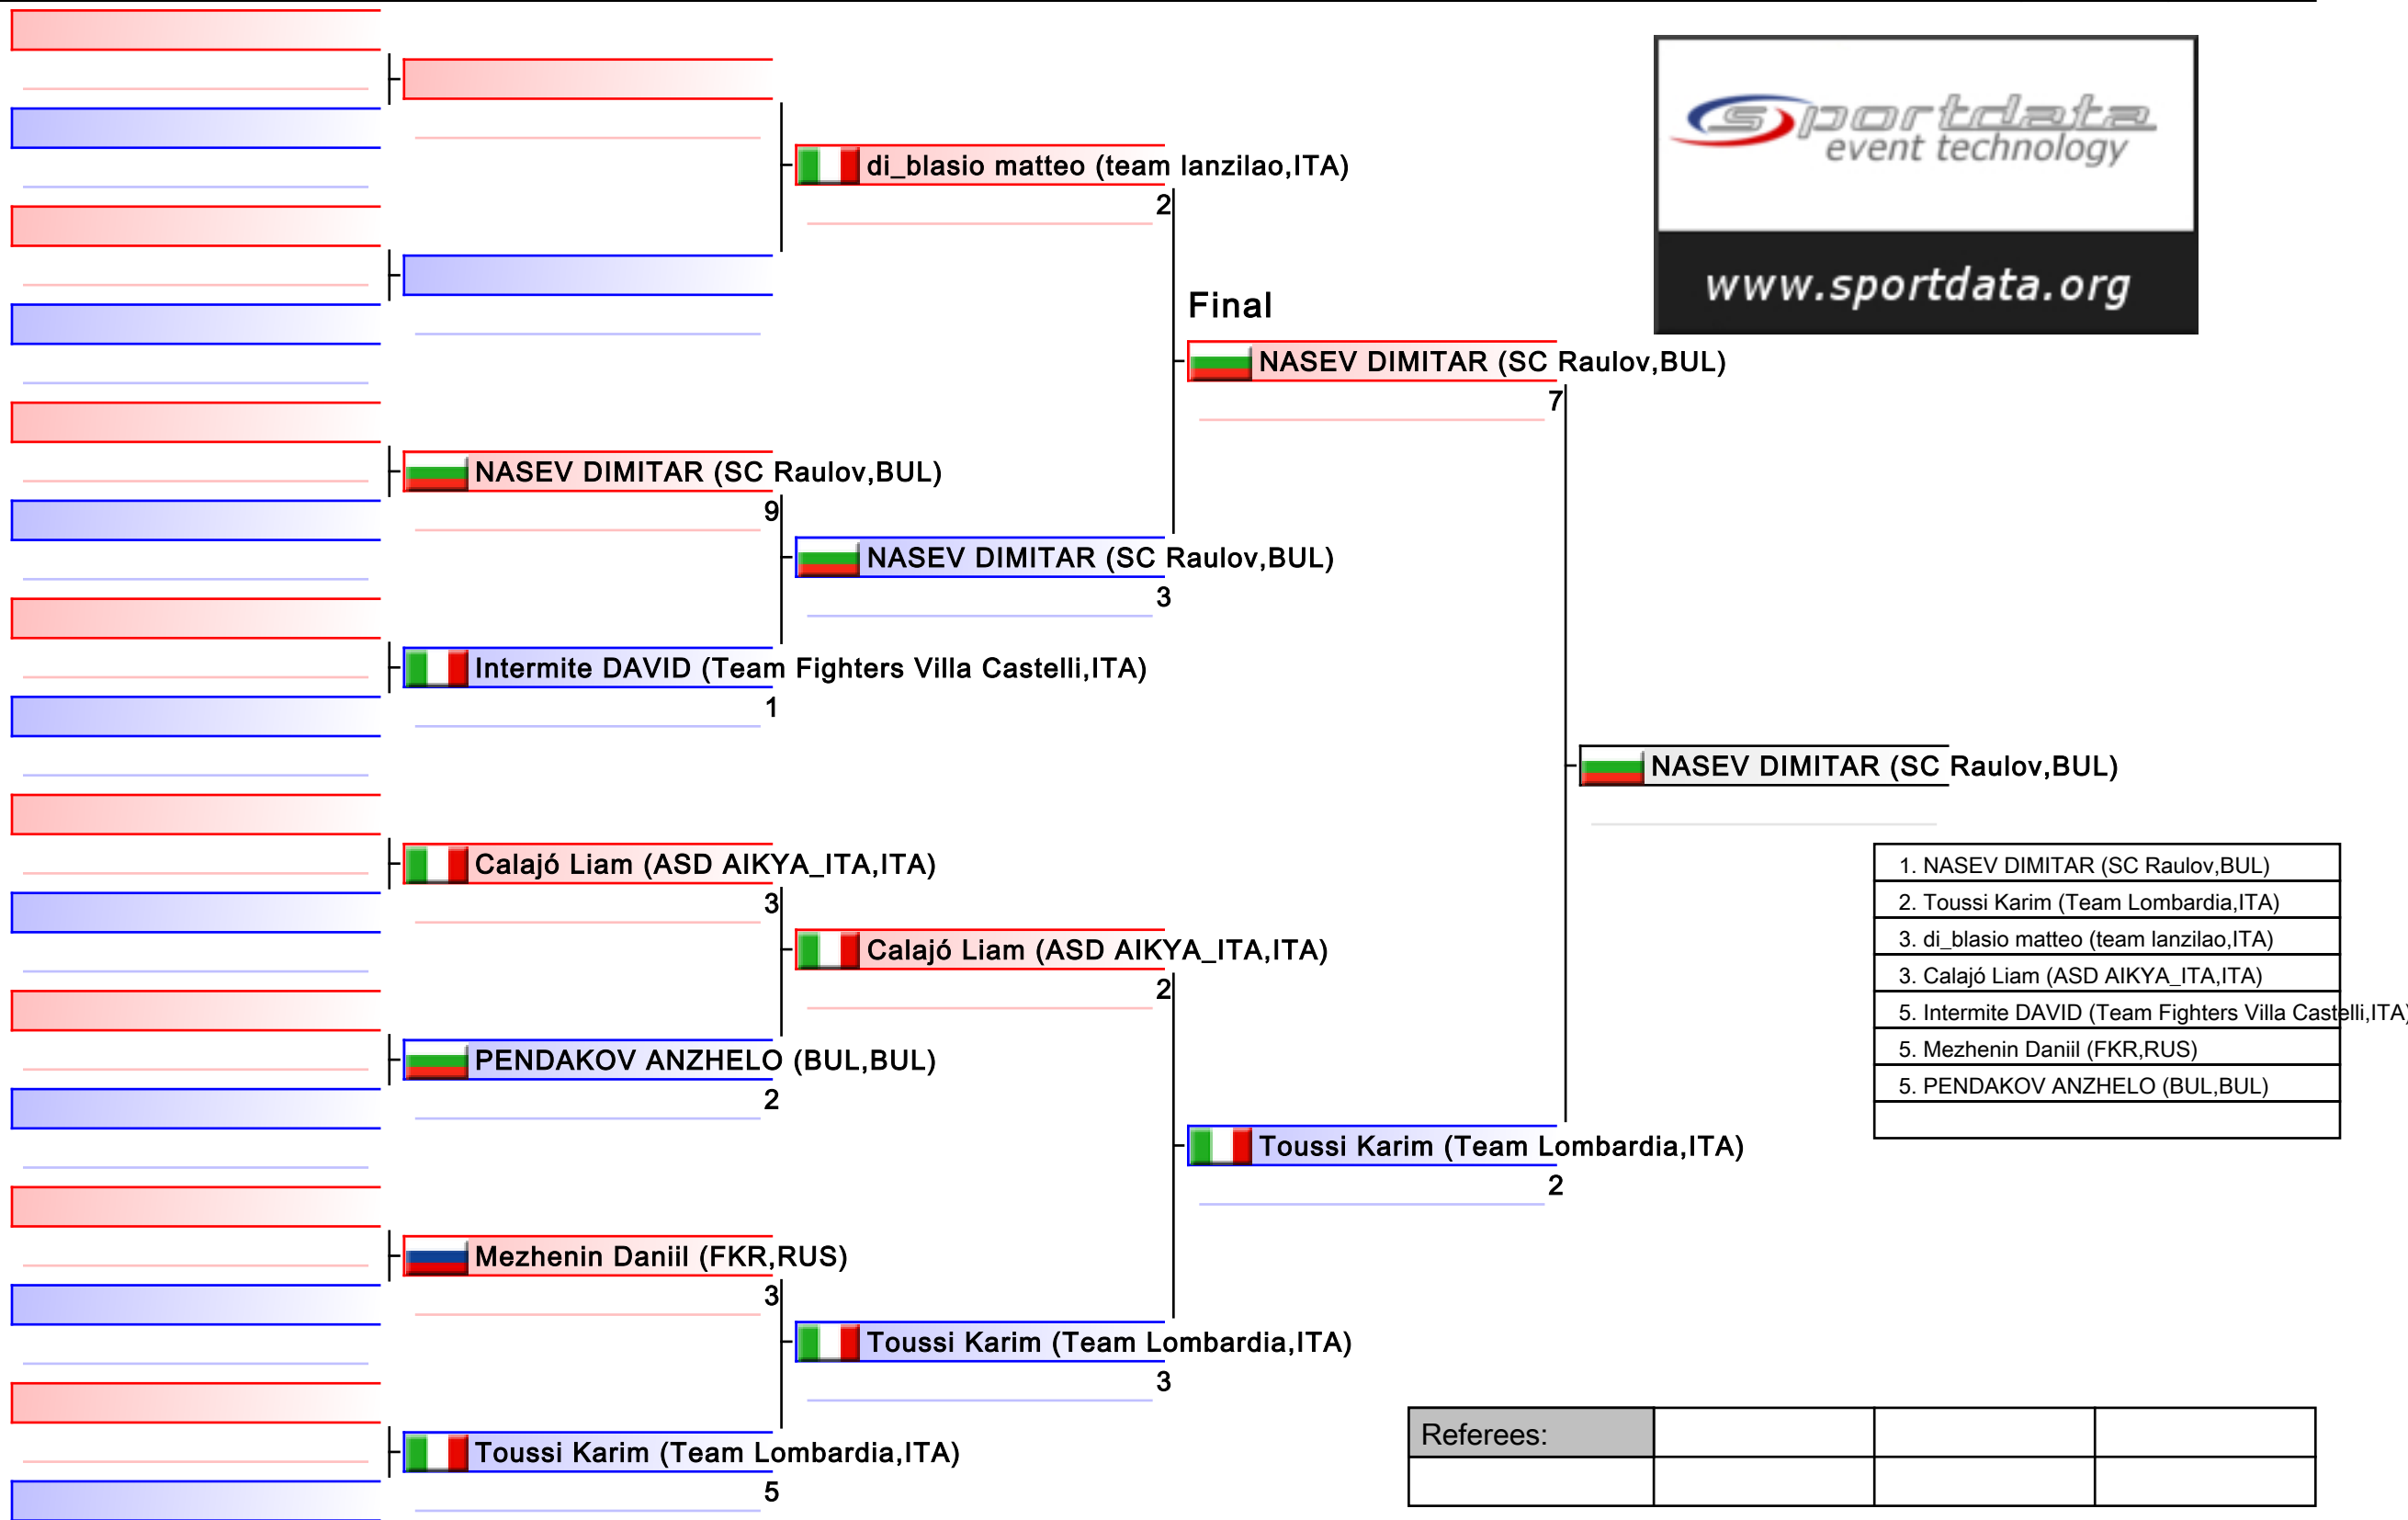 sportdata
event technology
www.sportdata.org
di_blasio matteo (team lanzilao,ITA)
2
Final
NASEV DIMITAR (SC Raulov,BUL)
7
NASEV DIMITAR (SC Raulov,BUL)
9
NASEV DIMITAR (SC Raulov,BUL)
3
Intermite DAVID (Team Fighters Villa Castelli,ITA)
1
NASEV DIMITAR (SC Raulov,BUL)
Calajó Liam (ASD AIKYA_ITA,ITA)
3
Calajó Liam (ASD AIKYA_ITA,ITA)
2
PENDAKOV ANZHELO (BUL,BUL)
2
Toussi Karim (Team Lombardia,ITA)
2
Mezhenin Daniil (FKR,RUS)
3
Toussi Karim (Team Lombardia,ITA)
3
Toussi Karim (Team Lombardia,ITA)
5
1. NASEV DIMITAR (SC Raulov,BUL)
2. Toussi Karim (Team Lombardia,ITA)
3. di_blasio matteo (team lanzilao,ITA)
3. Calajó Liam (ASD AIKYA_ITA,ITA)
5. Intermite DAVID (Team Fighters Villa Castelli,ITA)
5. Mezhenin Daniil (FKR,RUS)
5. PENDAKOV ANZHELO (BUL,BUL)
Referees: